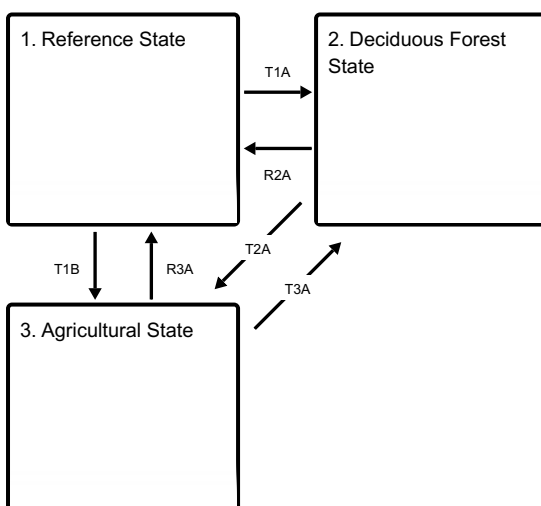 1. Reference State
2. Deciduous Forest
State
T1A
R2A
T1B
R3A
T2A
T3A
3. Agricultural State